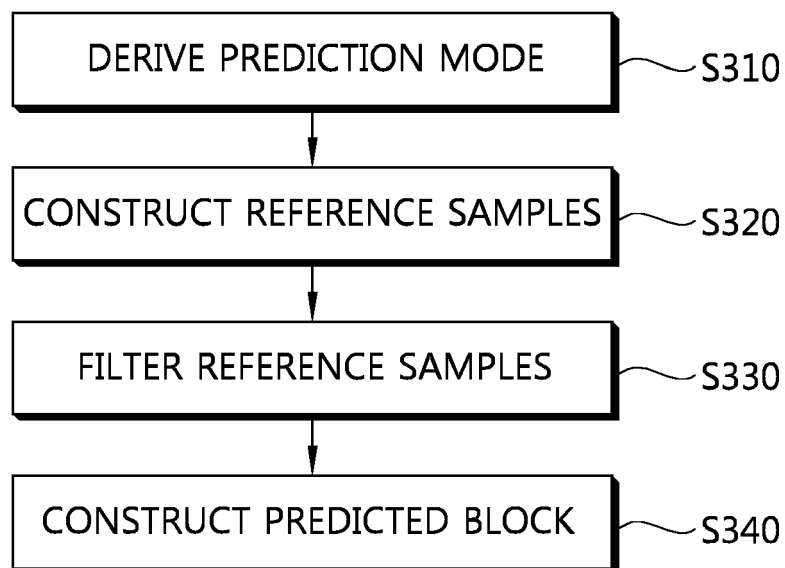 DERIVE PREDICTION MODE
S310
CONSTRUCT REFERENCE SAMPLES
S320
FILTER REFERENCE SAMPLES
S330
CONSTRUCT PREDICTED BLOCK
S340